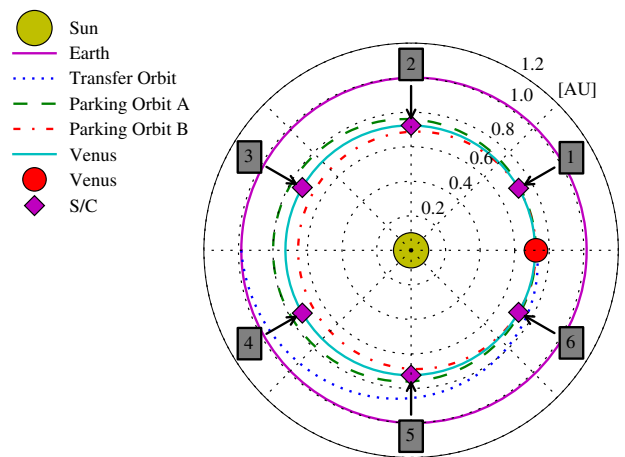 Sun
Earth
Transfer Orbit
Parking Orbit A
Parking Orbit B
Venus
Venus
S/C
2
1.2
[AU]
1.0
0.8
3
1
0.6
0.4
0.2
4
6
5